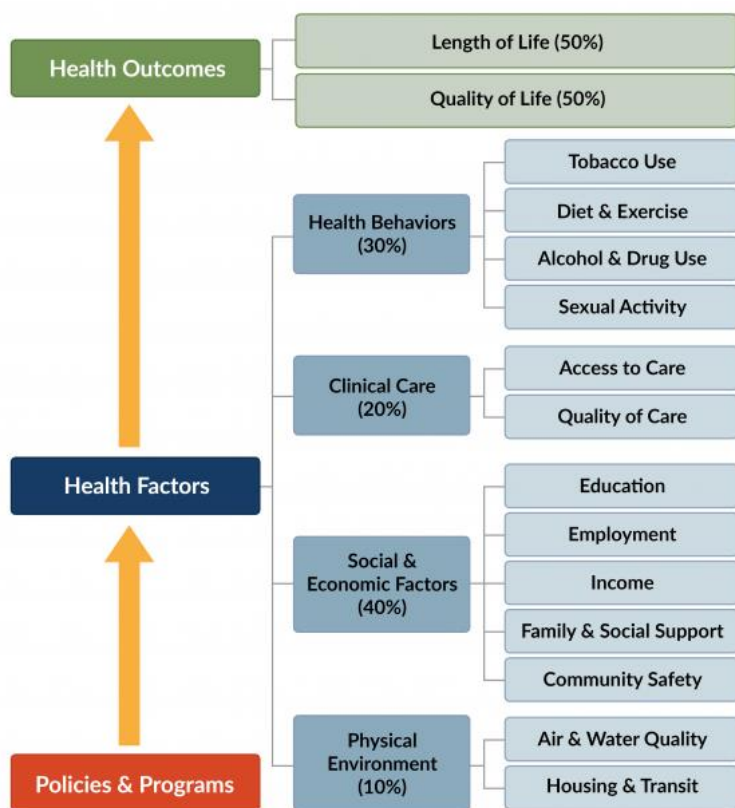 Health Outcomes
Length of Life (50%)
Quality of Life (50%)
Health Factors
Health Behaviors
(30%)
Tobacco Use
Diet & Exercise
Alcohol & Drug Use
Sexual Activity
Clinical Care
(20%)
Access to Care
Quality of Care
Social &
Economic Factors
(40%)
Education
Employment
Income
Family & Social Support
Community Safety
Physical
Environment
(10%)
Air & Water Quality
Housing & Transit
Policies & Programs